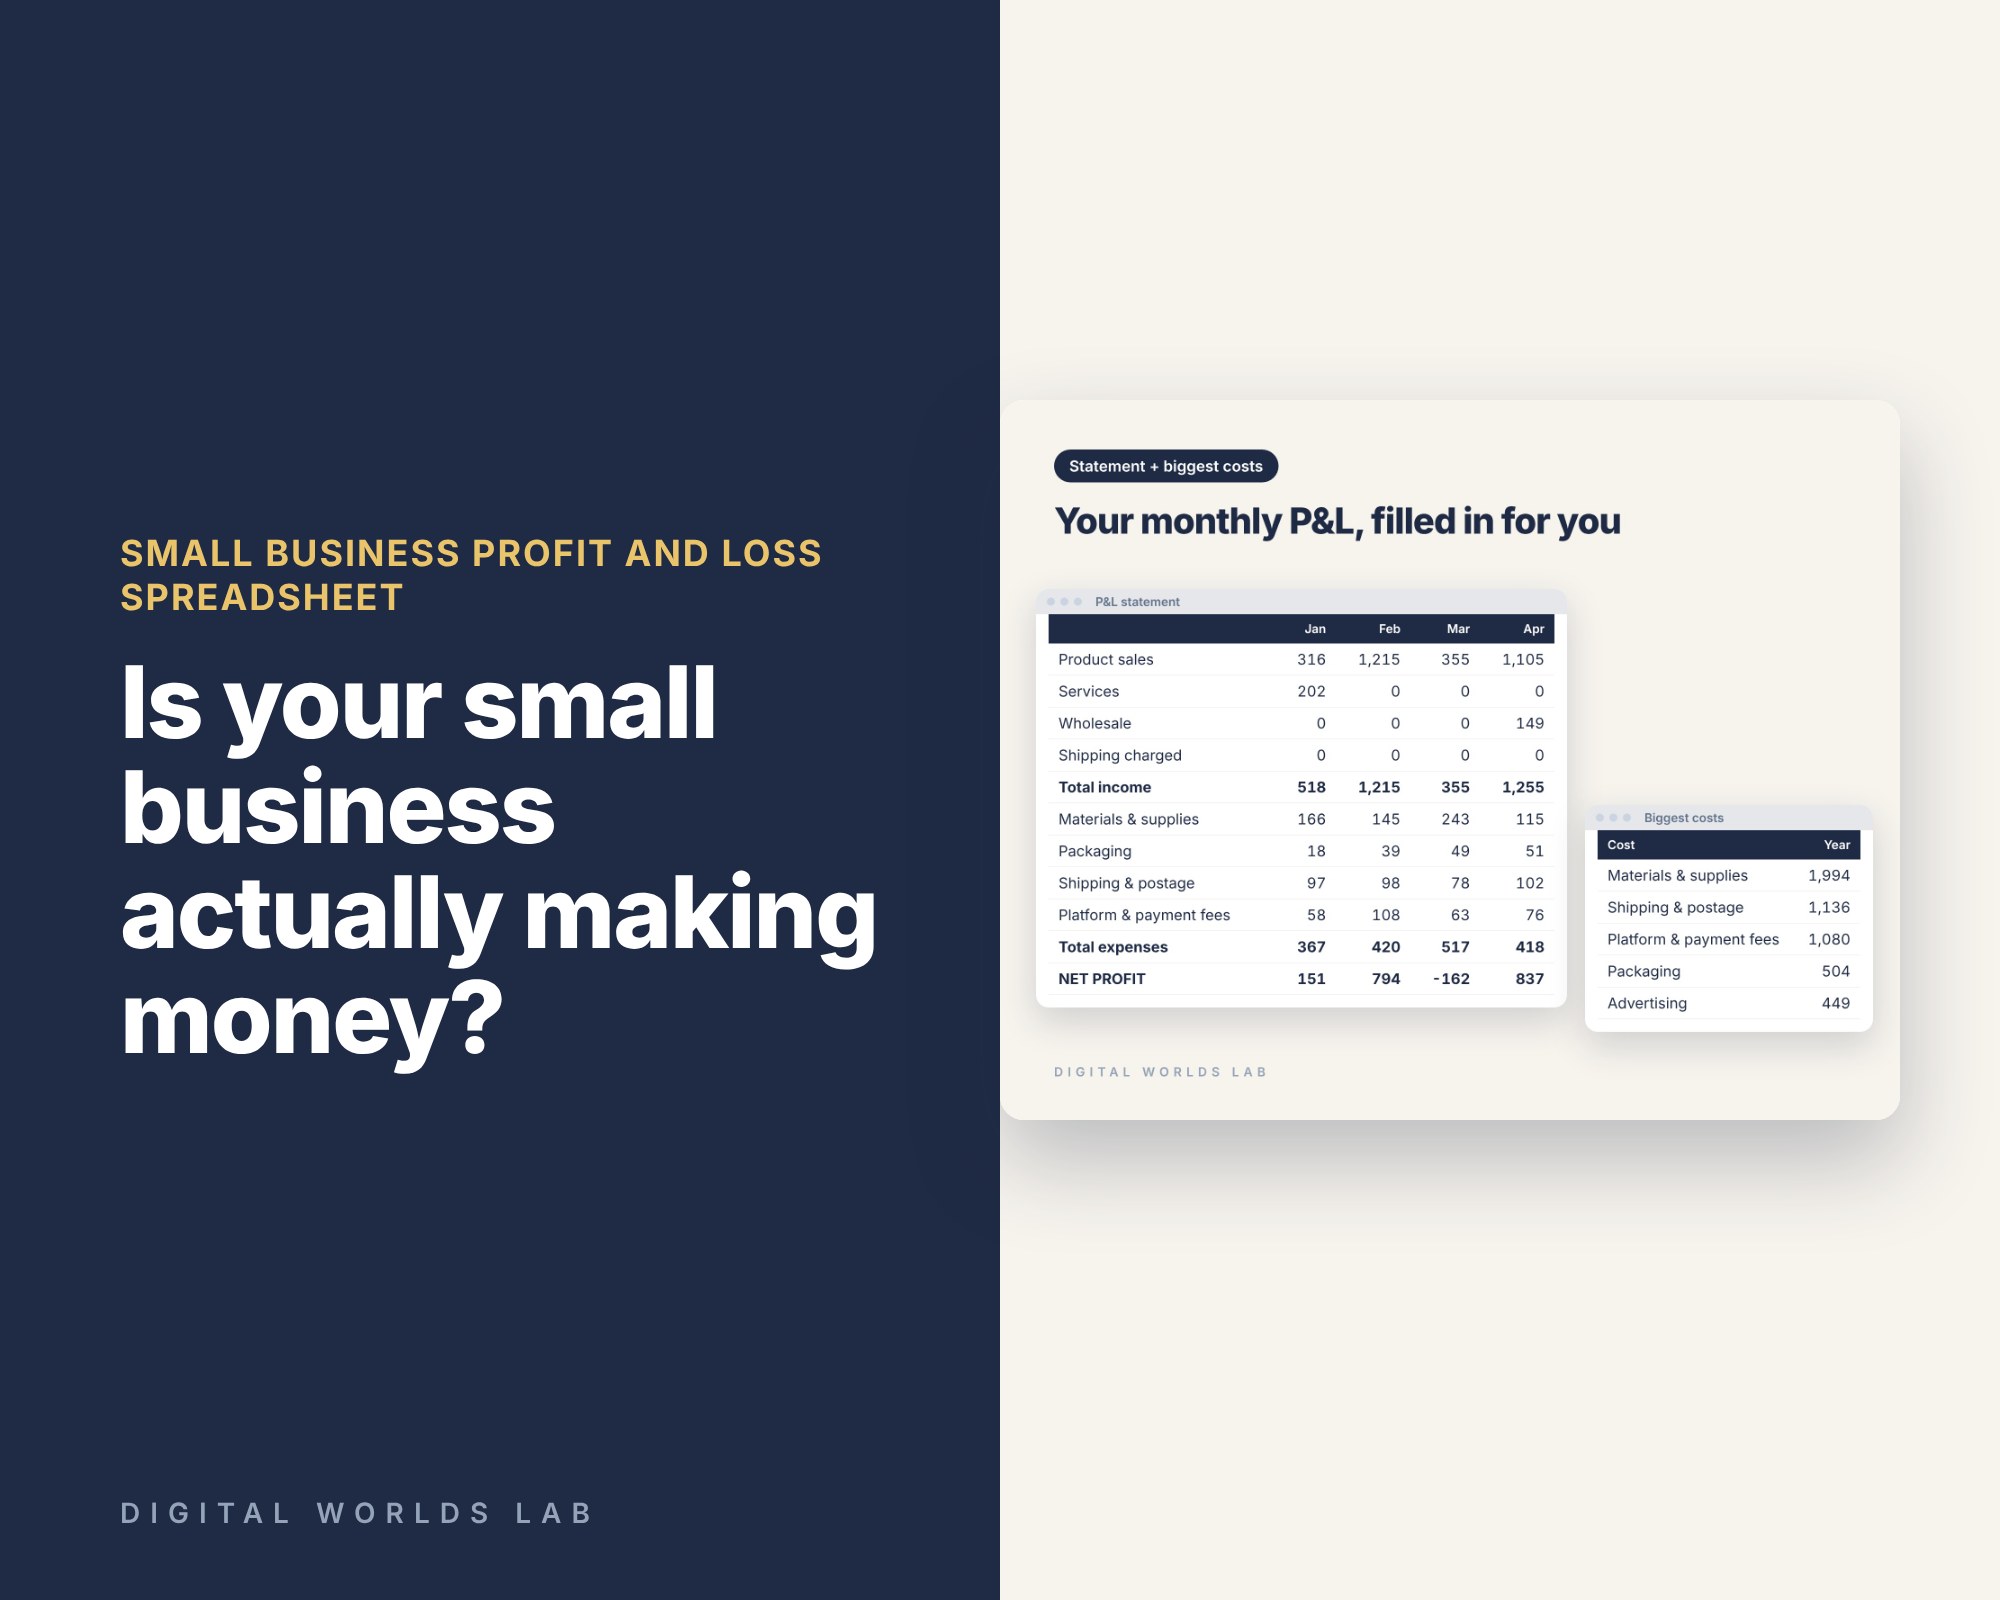 SMALL BUSINESS PROFIT AND LOSS
SPREADSHEET
Is your small
business
actually making
money?
DIGITAL WORLDS LAB
Statement + biggest costs
Your monthly P&L, filled in for you
P&L statement
Jan Feb Mar Apr
Product sales 316 1,215 355 1,105
Services 202 0 0 0
Wholesale 0 0 0 149
Shipping charged 0 0 0 0
Total income 518 1,215 355 1,255
Materials & supplies 166 145 243 115
Packaging 18 39 49 51
Shipping & postage 97 98 78 102
Platform & payment fees 58 108 63 76
Total expenses 367 420 517 418
NET PROFIT 151 794 -162 837
Biggest costs
Cost Year
Materials & supplies 1,994
Shipping & postage 1,136
Platform & payment fees 1,080
Packaging 504
Advertising 449
DIGITAL WORLDS LAB